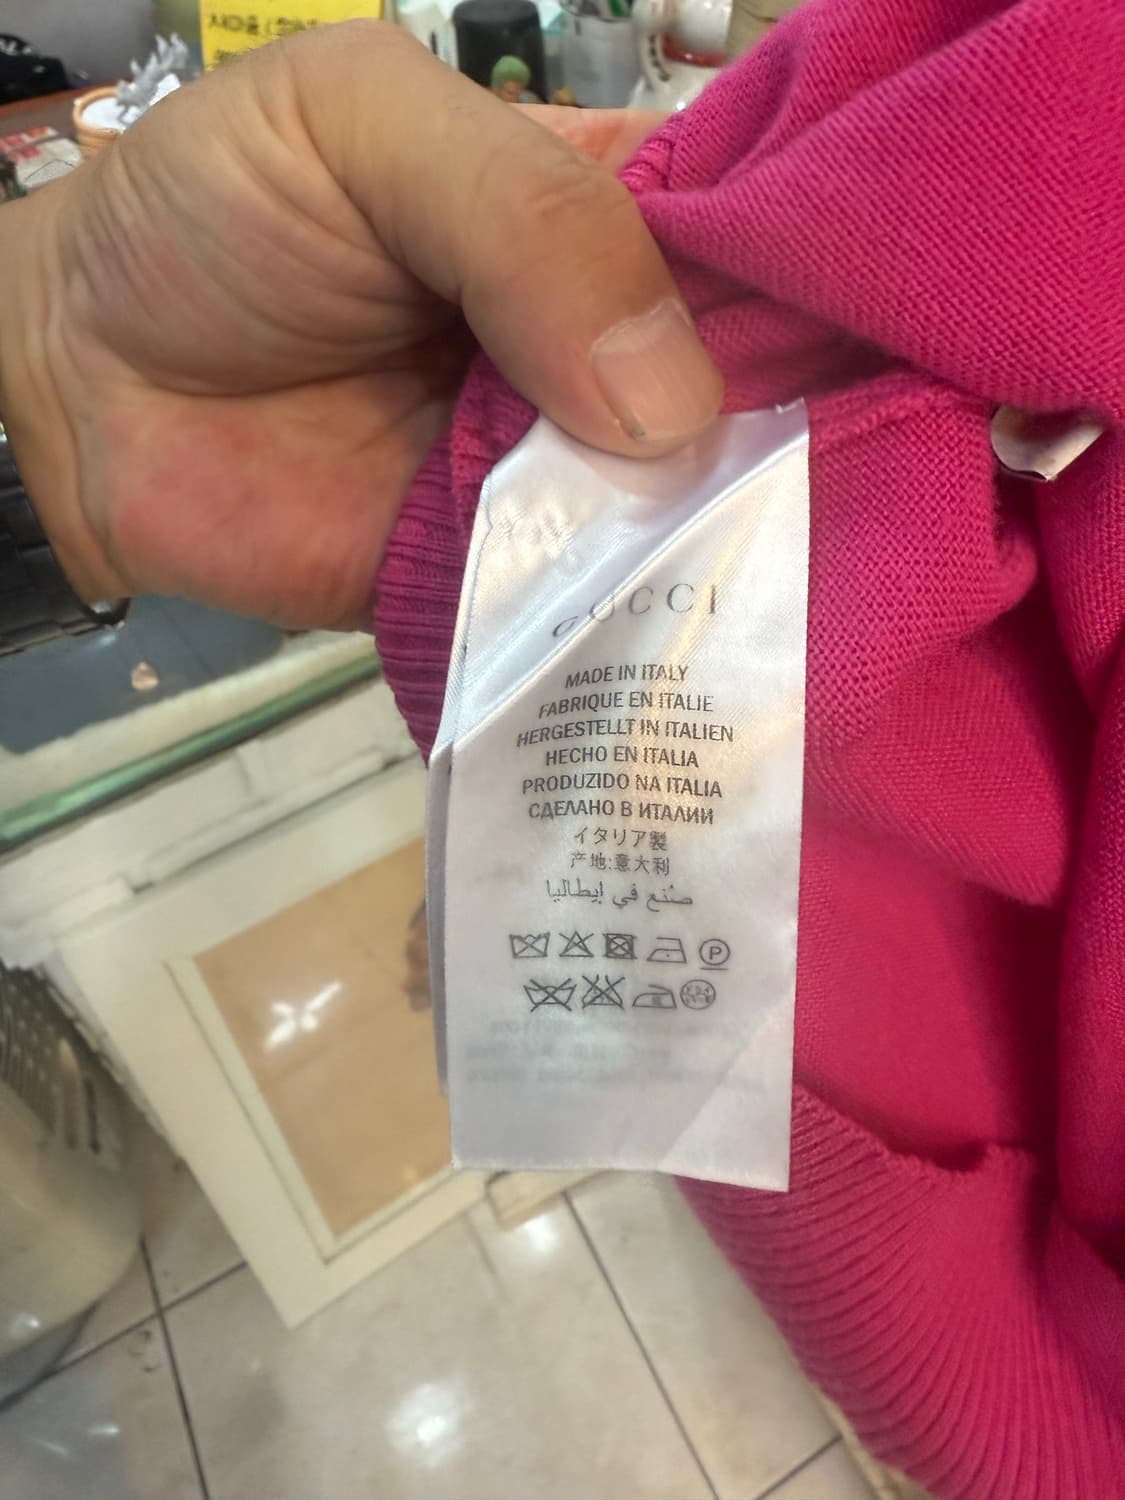 GUCCI
MADE IN ITALY
FABRIQUE EN ITALIE
HERGESTELLT IN ITALIEN
HECHO EN ITALIA
PRODUZIDO NA ITALIA
СДЕЛАНО В ИТАЛИИ
イタリア製
产地:意大利
صُنع في إيطاليا
P